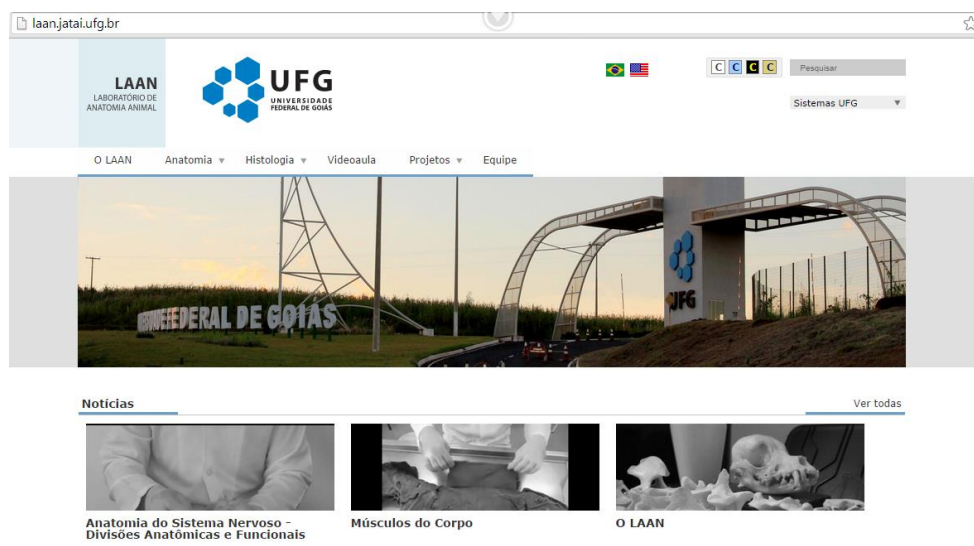 laan.jatai.ufg.br
LAAN
LABORATÓRIO DE
ANATOMIA ANIMAL
UFG
UNIVERSIDADE
FEDERAL DE GOIÁS
C C C C
Pesquisar
Sistemas UFG
O LAAN Anatomia Histologia Videoaula Projetos Equipe
FEDERAL DE GOIÁS
UFG
Notícias
Ver todas
Anatomia do Sistema Nervoso -
Divisões Anatômicas e Funcionais
Músculos do Corpo
O LAAN